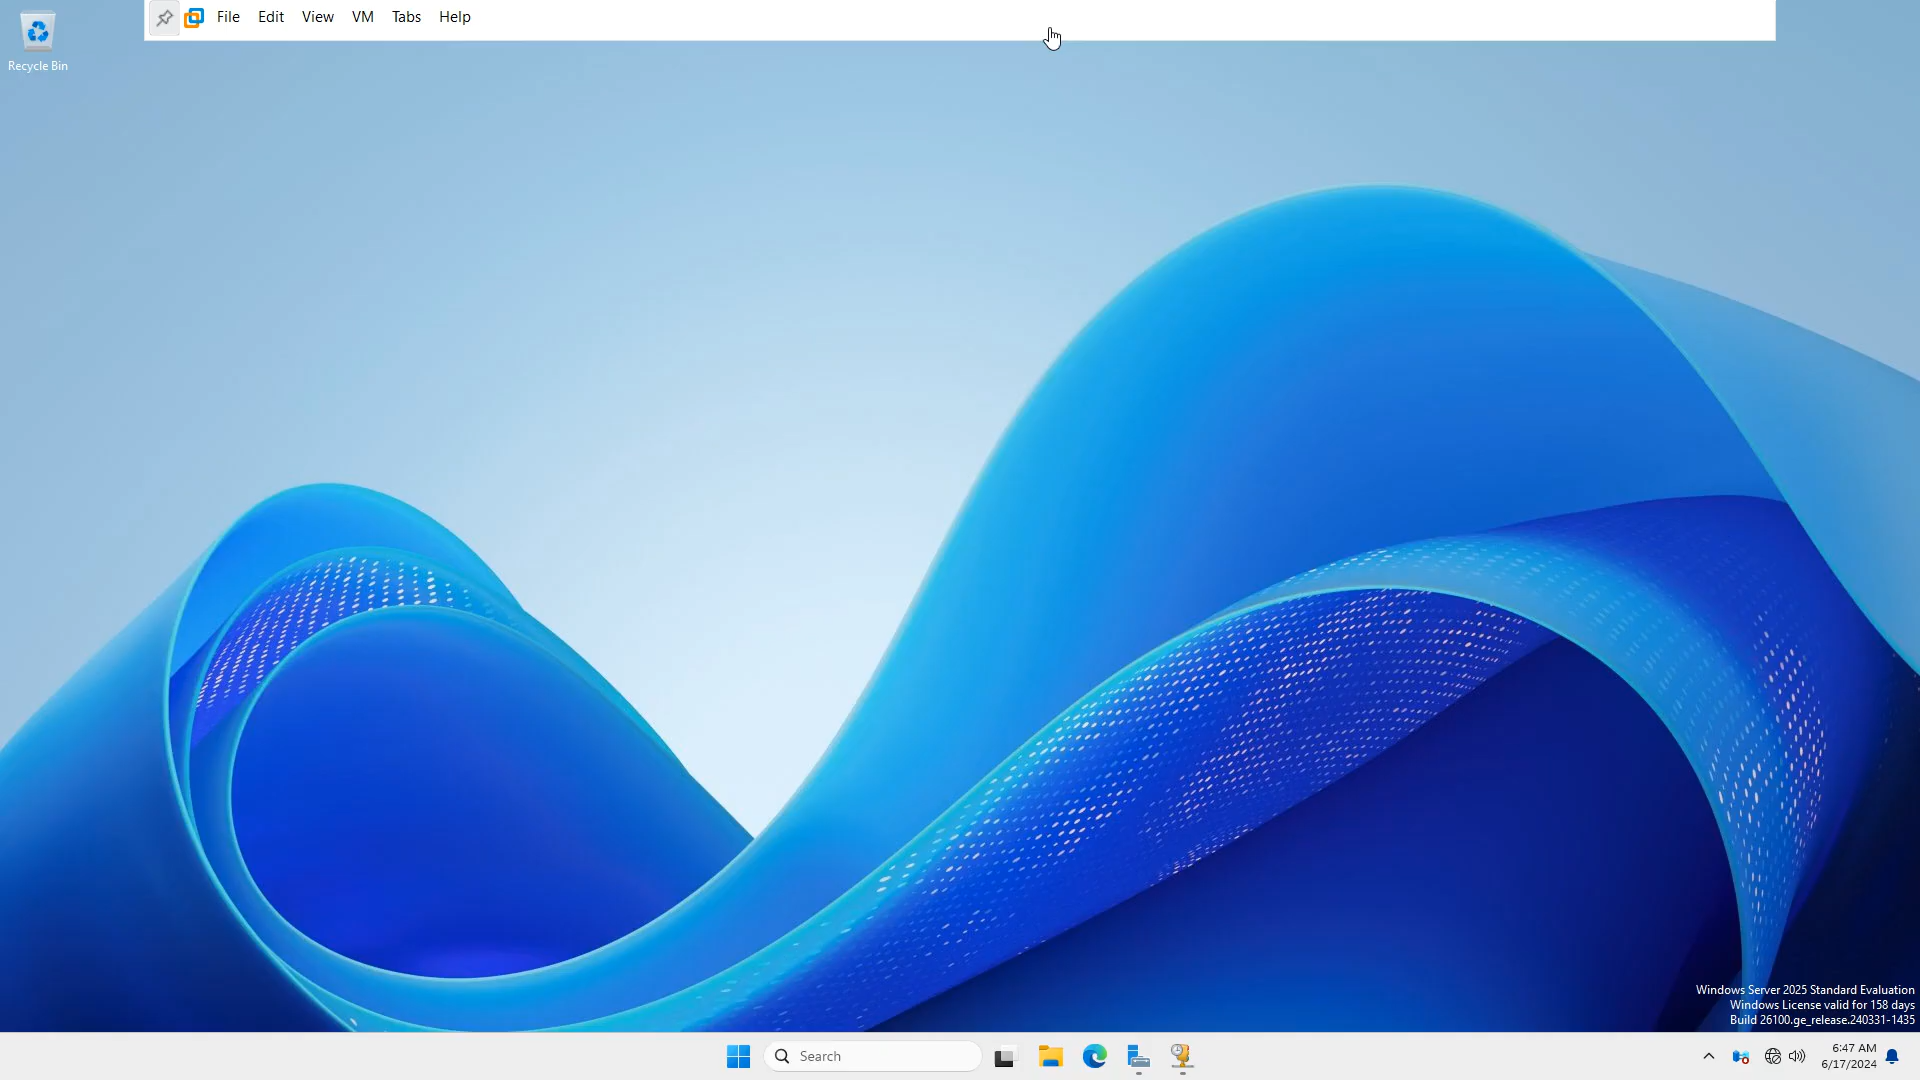 File Edit View VM Tabs Help
Recycle Bin
Windows Server 2025 Standard Evaluation
Windows License valid for 158 days
Build 26100.ge_release.240331-1435
Search
6:47 AM
6/17/2024